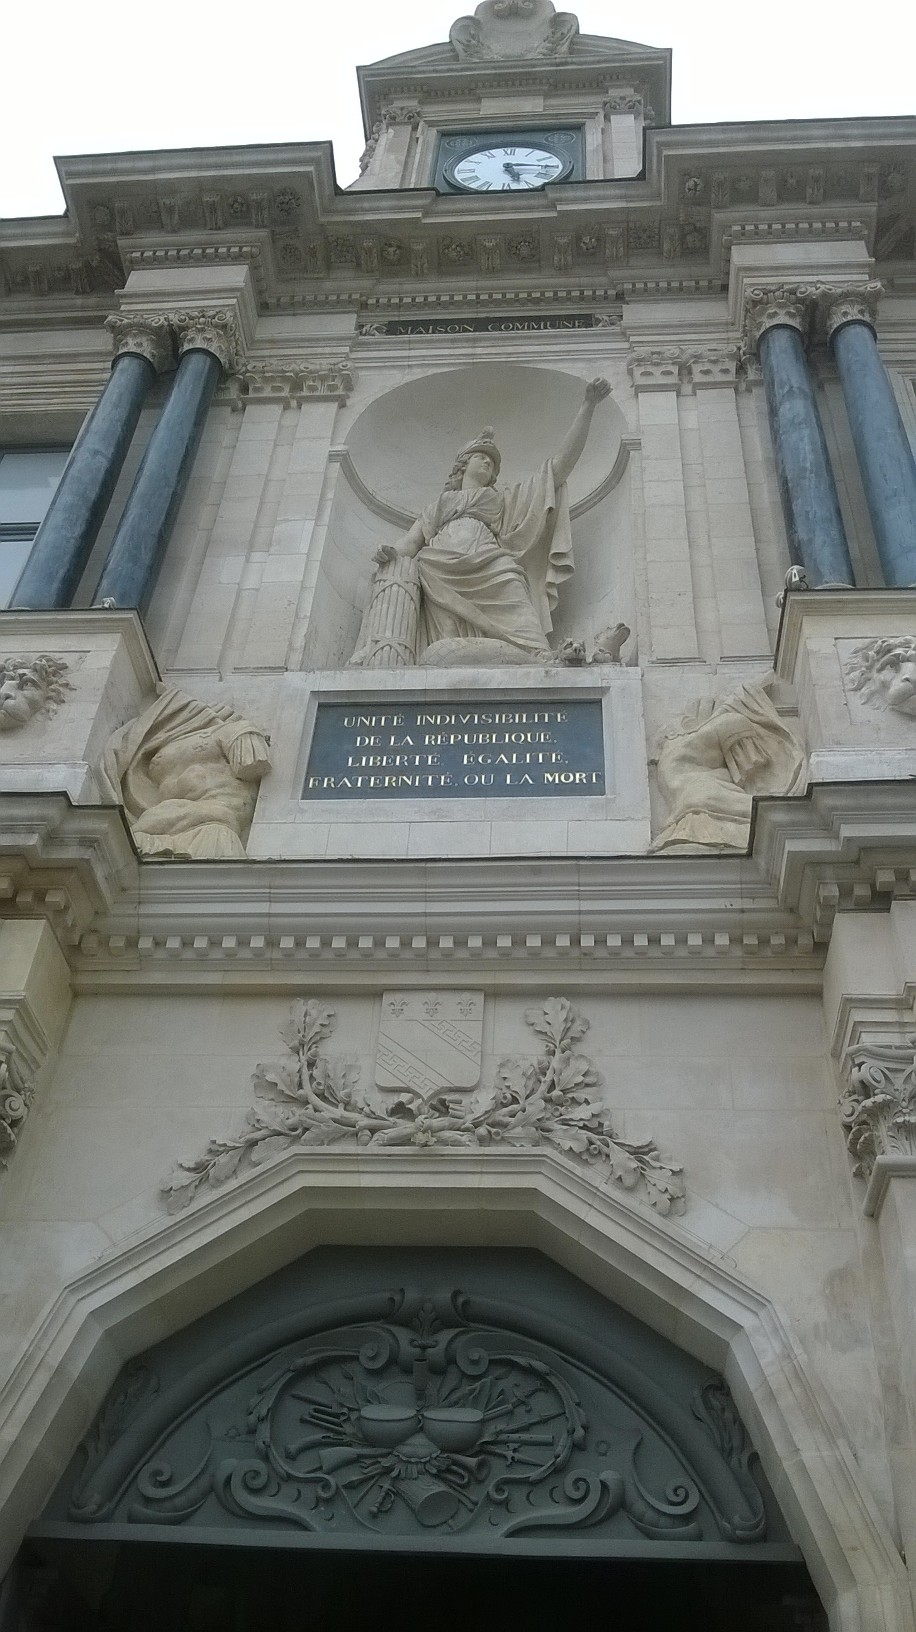 MAISON COMMUNE
UNITÉ INDIVISIBILITÉ
DE LA RÉPUBLIQUE.
LIBERTÉ, ÉGALITÉ,
FRATERNITÉ, OU LA MORT